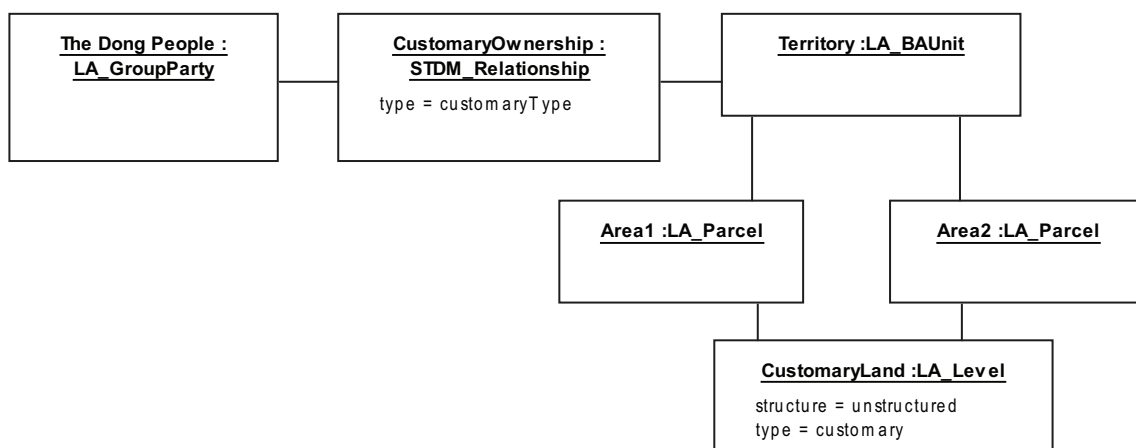 The Dong People :
LA_GroupParty
CustomaryOwnership :
STDM_Relationship
type = customaryType
Territory :LA_BAUnit
Area1 :LA_Parcel
Area2 :LA_Parcel
CustomaryLand :LA_Level
structure = unstructured
type = customary